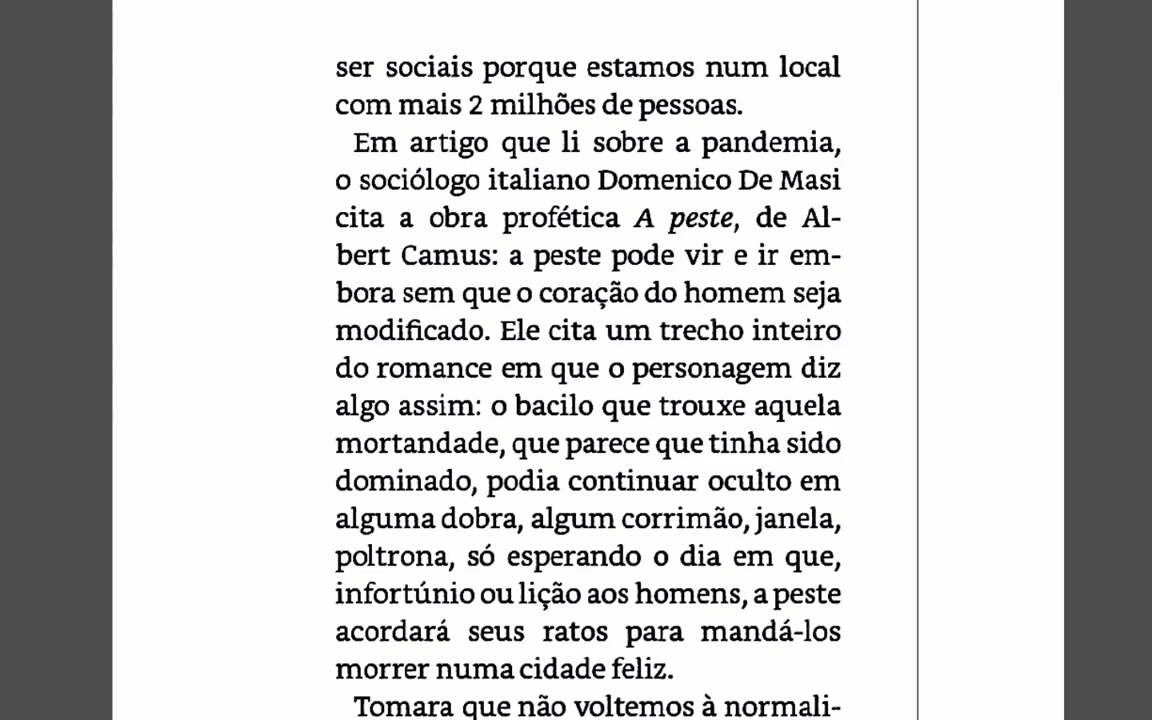 ser sociais porque estamos num local
com mais 2 milhões de pessoas.
Em artigo que li sobre a pandemia,
o sociólogo italiano Domenico De Masi
cita a obra profética A peste, de Al-
bert Camus: a peste pode vir e ir em-
bora sem que o coração do homem seja
modificado. Ele cita um trecho inteiro
do romance em que o personagem diz
algo assim: o bacilo que trouxe aquela
mortandade, que parece que tinha sido
dominado, podia continuar oculto em
alguma dobra, algum corrimão, janela,
poltrona, só esperando o dia em que,
infortúnio ou lição aos homens, a peste
acordará seus ratos para mandá-los
morrer numa cidade feliz.
Tomara que não voltemos à normali-